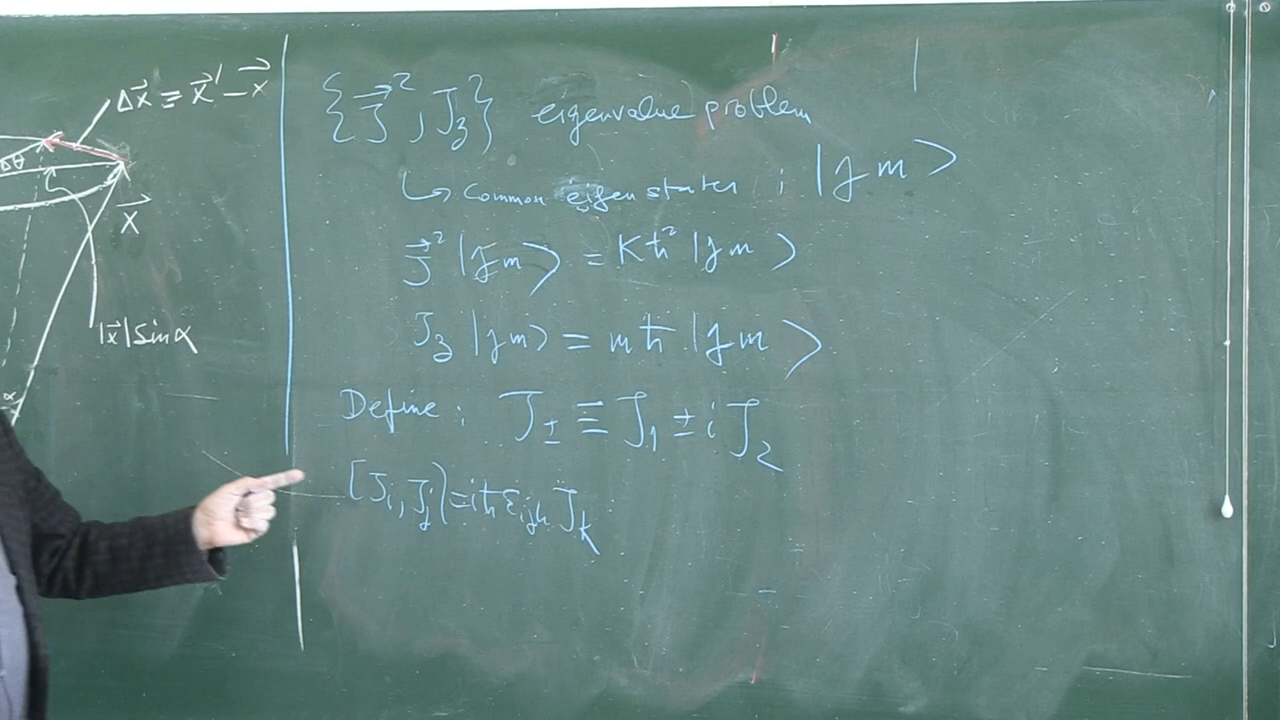 Δx⃗ ≡ x⃗' − x⃗
Δθ
x⃗
|x⃗| sin α
α
{J⃗², J₃} eigenvalue problem
↳ common eigenstates ; |j m⟩
J⃗² |j m⟩ = K ħ² |j m⟩
J₃ |j m⟩ = m ħ |j m⟩
Define : J± ≡ J₁ ± i J₂
[Jᵢ, Jⱼ] = i ħ εᵢⱼₖ Jₖ